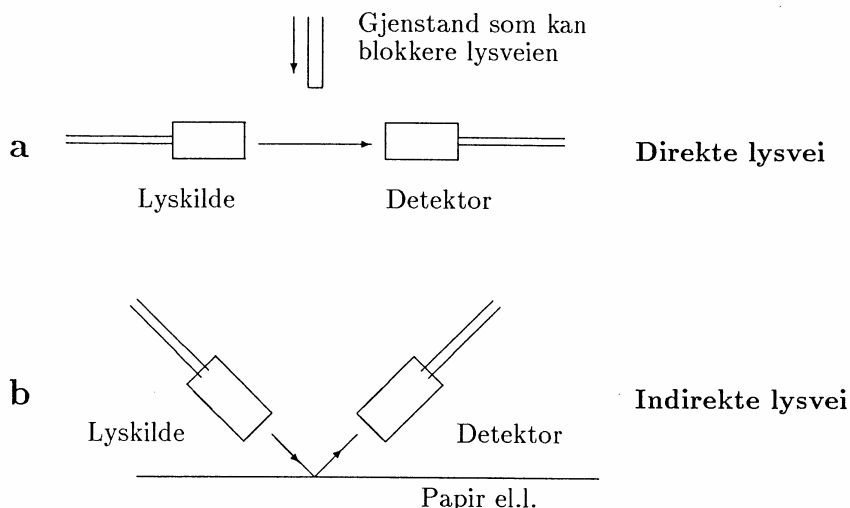 Gjenstand som kan
blokkere lysveien
a
Direkte lysvei
Lyskilde
Detektor
b
Indirekte lysvei
Lyskilde
Detektor
Papir el.l.